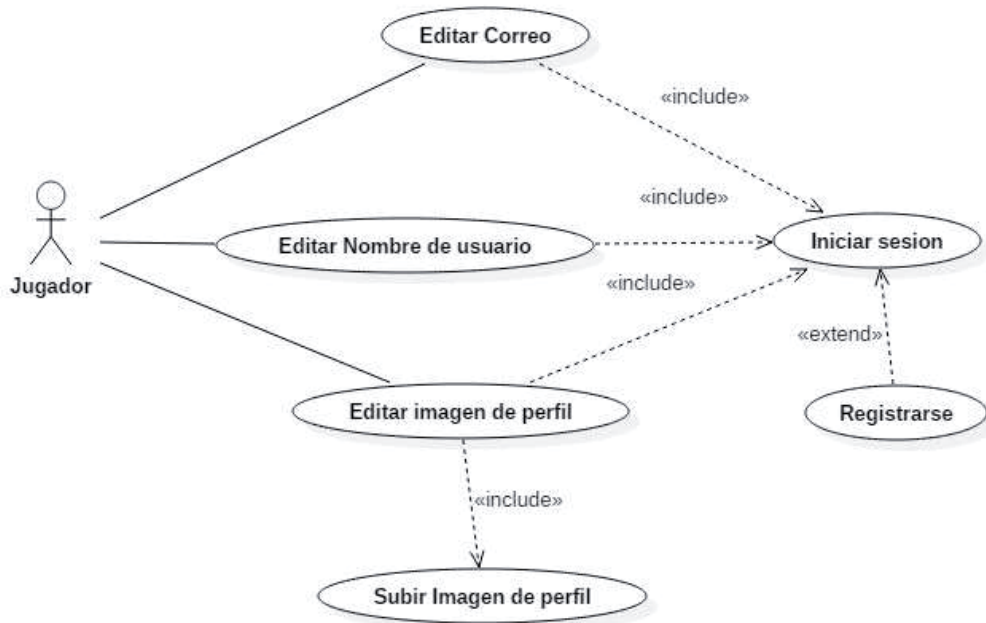 Editar Correo
«include»
«include»
Editar Nombre de usuario
Iniciar sesion
Jugador
«include»
«extend»
Editar imagen de perfil
Registrarse
«include»
Subir Imagen de perfil